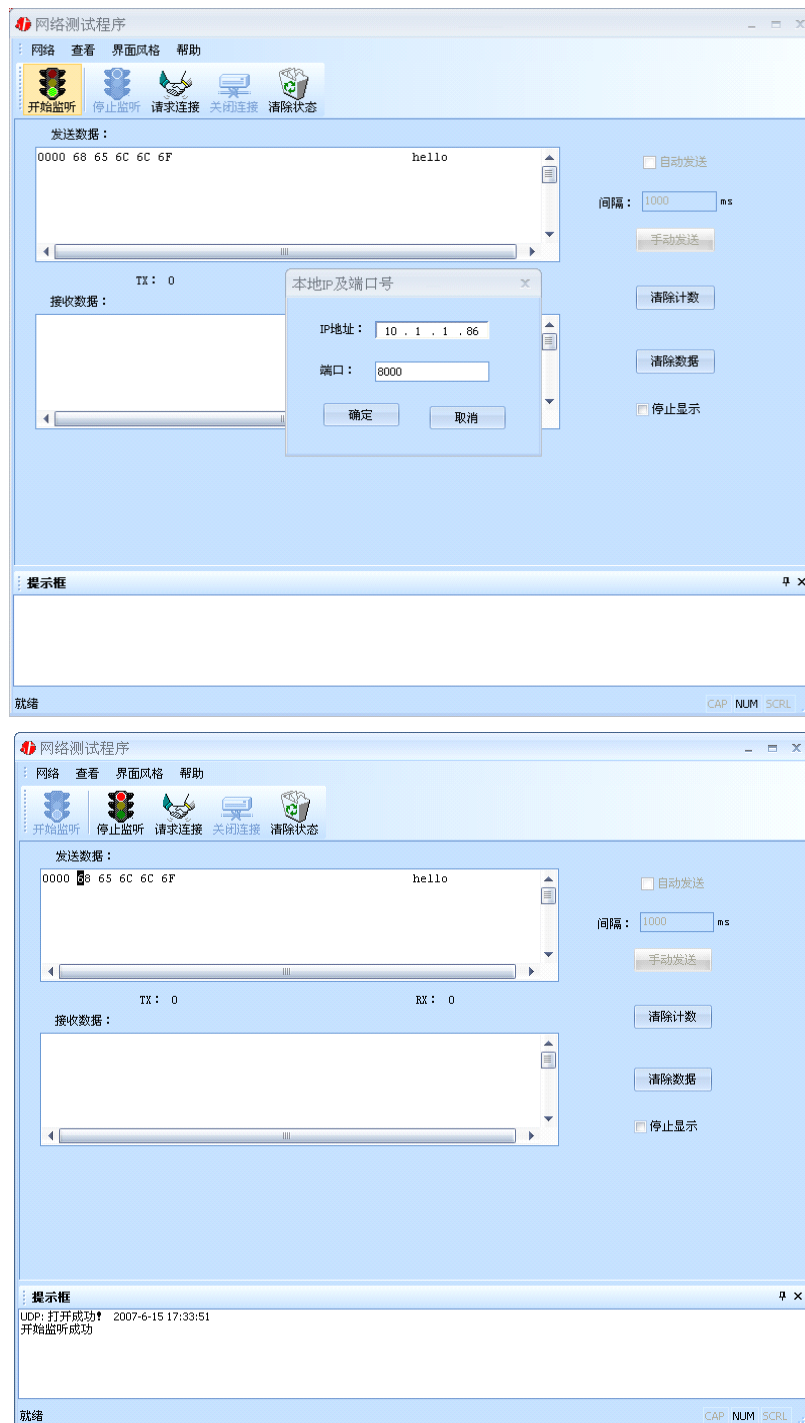 网络测试程序
网络 查看 界面风格 帮助
开始监听 停止监听 请求连接 关闭连接 清除状态
发送数据：
0000 68 65 6C 6C 6F hello
自动发送
间隔： 1000 ms
手动发送
TX： 0
本地IP及端口号
清除计数
接收数据：
IP地址： 10 . 1 . 1 . 86
端口： 8000
清除数据
确定 取消
停止显示
提示框
就绪
CAP NUM SCRL
网络测试程序
网络 查看 界面风格 帮助
开始监听 停止监听 请求连接 关闭连接 清除状态
发送数据：
0000 68 65 6C 6C 6F hello
自动发送
间隔： 1000 ms
手动发送
TX： 0 RX： 0
接收数据：
清除计数
清除数据
停止显示
提示框
UDP: 打开成功! 2007-6-15 17:33:51
开始监听成功
就绪
CAP NUM SCRL